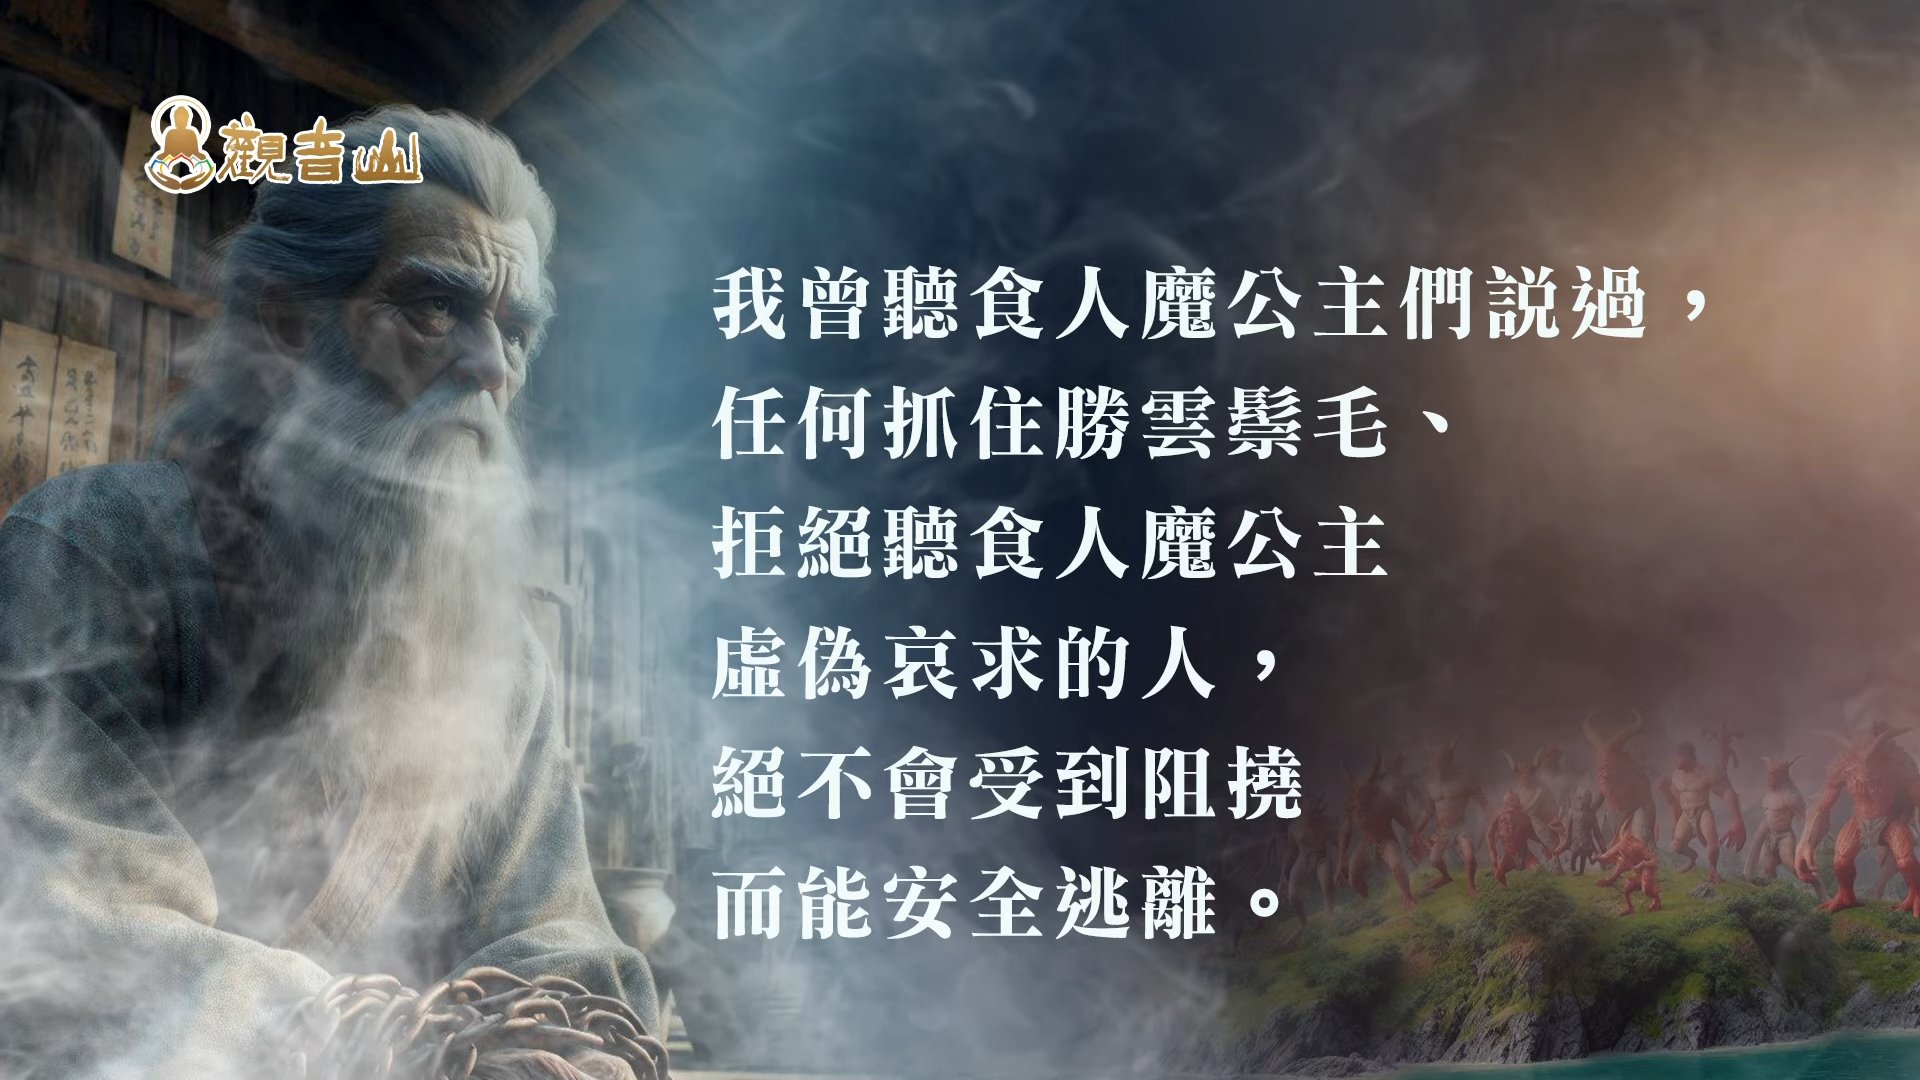 觀音山
我曾聽食人魔公主們説過，
任何抓住勝雲鬃毛、
拒絕聽食人魔公主
虛偽哀求的人，
絕不會受到阻撓
而能安全逃離。